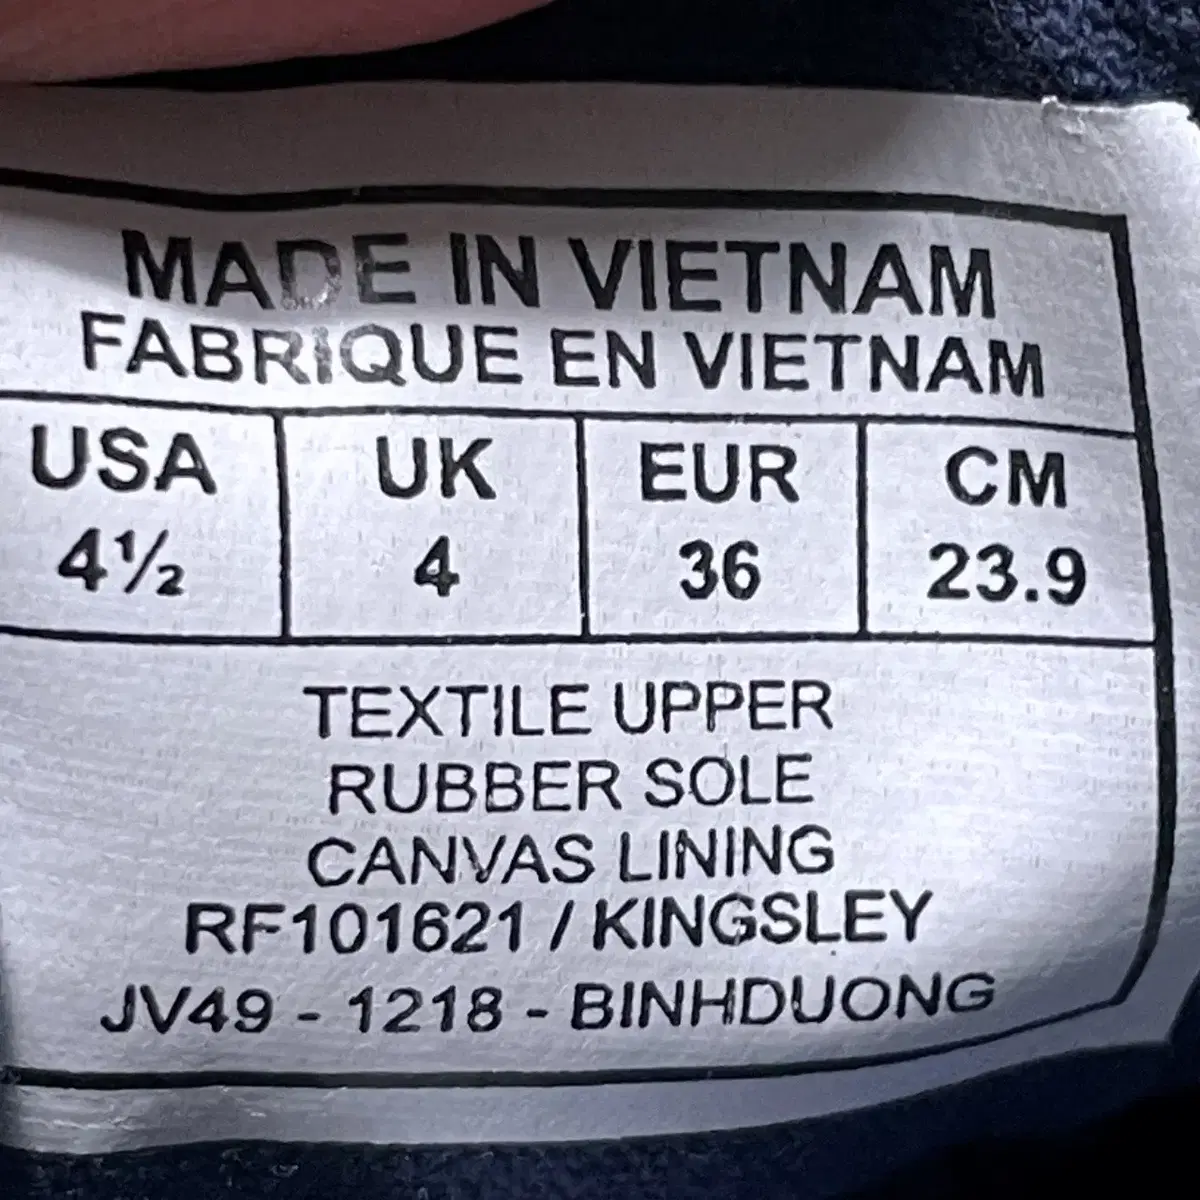 MADE IN VIETNAM
FABRIQUE EN VIETNAM
USA UK EUR CM
4½ 4 36 23.9
TEXTILE UPPER
RUBBER SOLE
CANVAS LINING
RF101621 / KINGSLEY
JV49 - 1218 - BINHDUONG